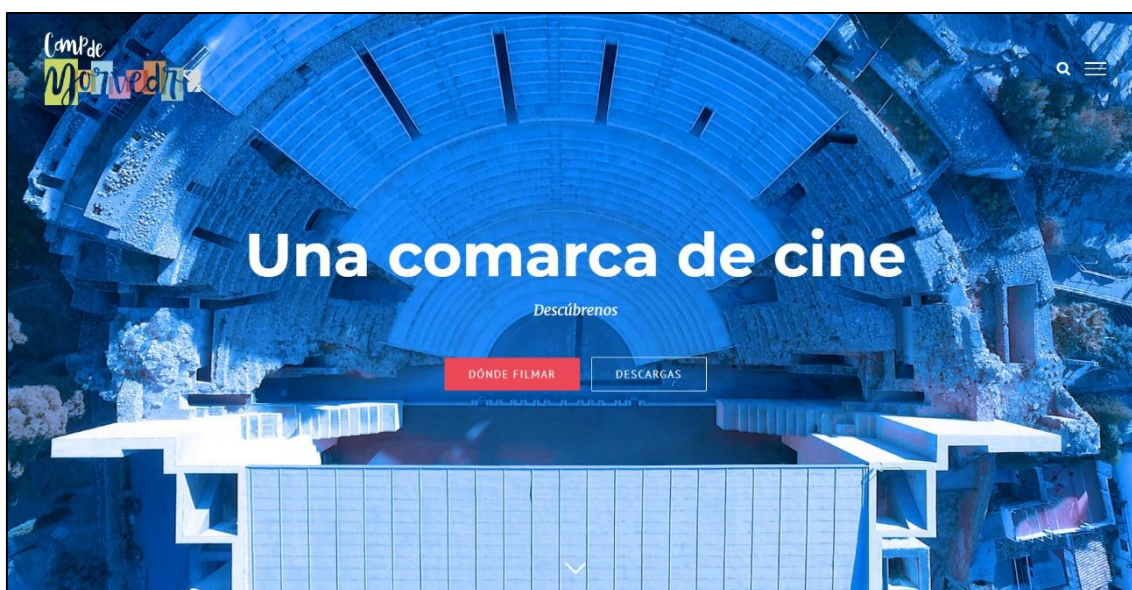 Camp de
Morvedre
Una comarca de cine
Descúbrenos
DÓNDE FILMAR
DESCARGAS